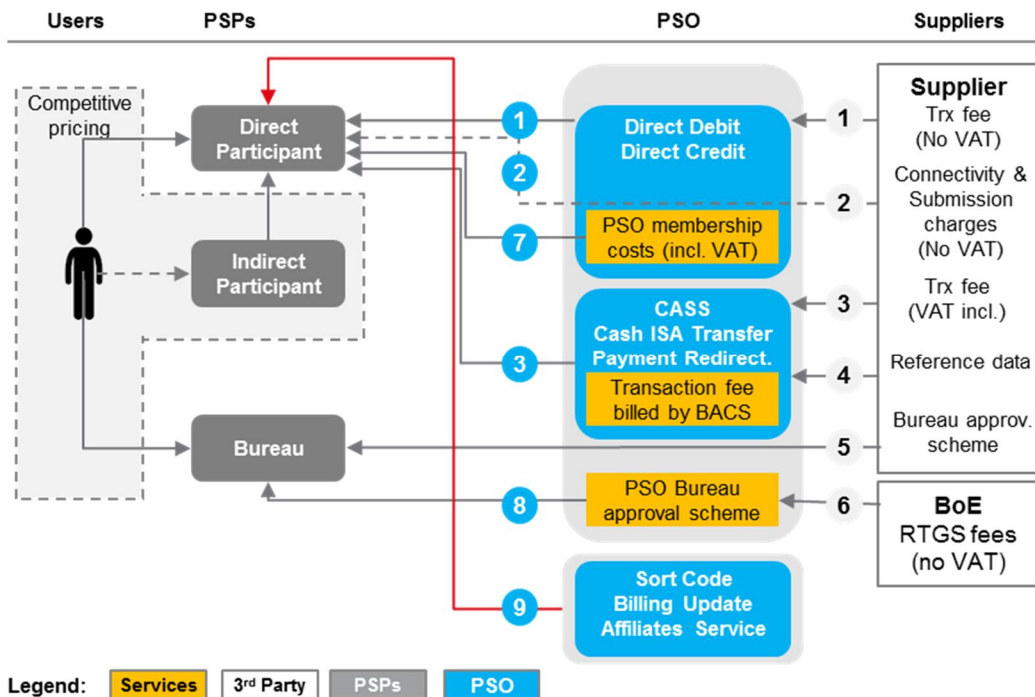 Users
PSPs
PSO
Suppliers
Competitive
pricing
Direct
Participant
Indirect
Participant
Bureau
1
2
7
3
8
9
Direct Debit
Direct Credit
PSO membership
costs (incl. VAT)
CASS
Cash ISA Transfer
Payment Redirect.
Transaction fee
billed by BACS
PSO Bureau
approval scheme
Sort Code
Billing Update
Affiliates Service
1
2
3
4
5
6
Supplier
Trx fee
(No VAT)
Connectivity &
Submission
charges
(No VAT)
Trx fee
(VAT incl.)
Reference data
Bureau approv.
scheme
BoE
RTGS fees
(no VAT)
Legend:
Services
3rd Party
PSPs
PSO